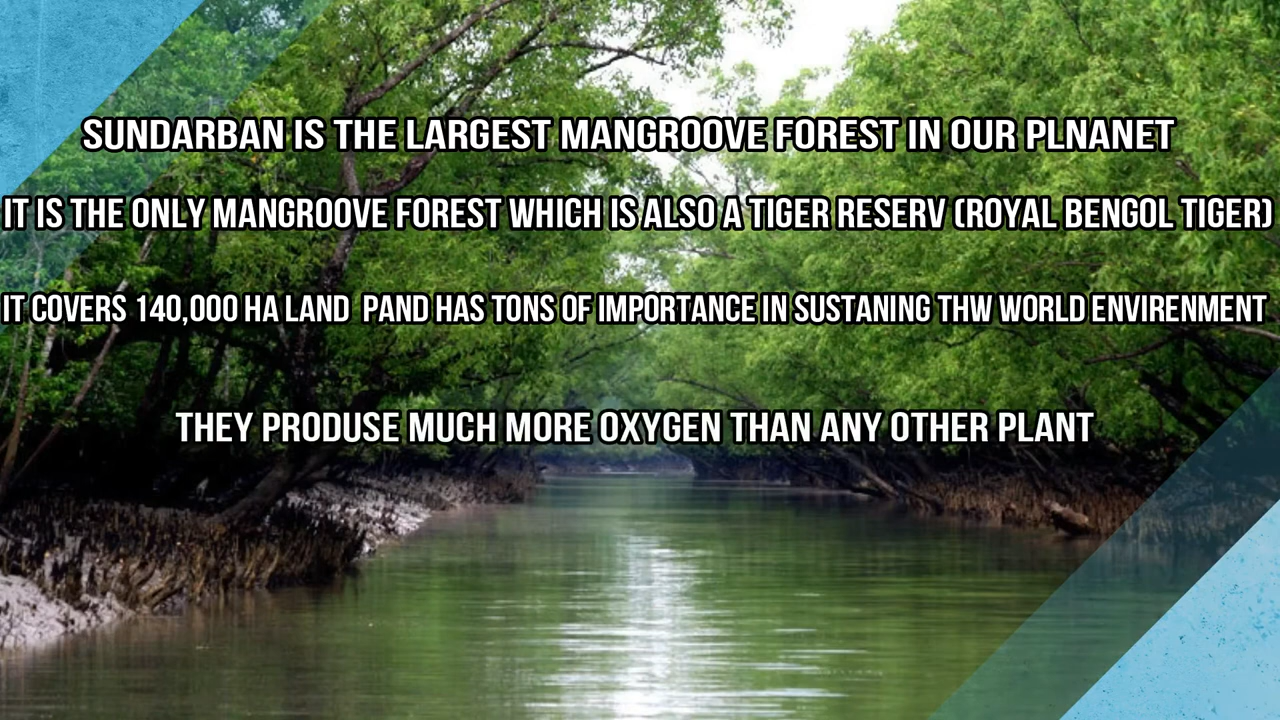 SUNDARBAN IS THE LARGEST MANGROOVE FOREST IN OUR PLNANET
IT IS THE ONLY MANGROOVE FOREST WHICH IS ALSO A TIGER RESERV (ROYAL BENGOL TIGER)
IT COVERS 140,000 HA LAND PAND HAS TONS OF IMPORTANCE IN SUSTANING THW WORLD ENVIRENMENT
THEY PRODUSE MUCH MORE OXYGEN THAN ANY OTHER PLANT